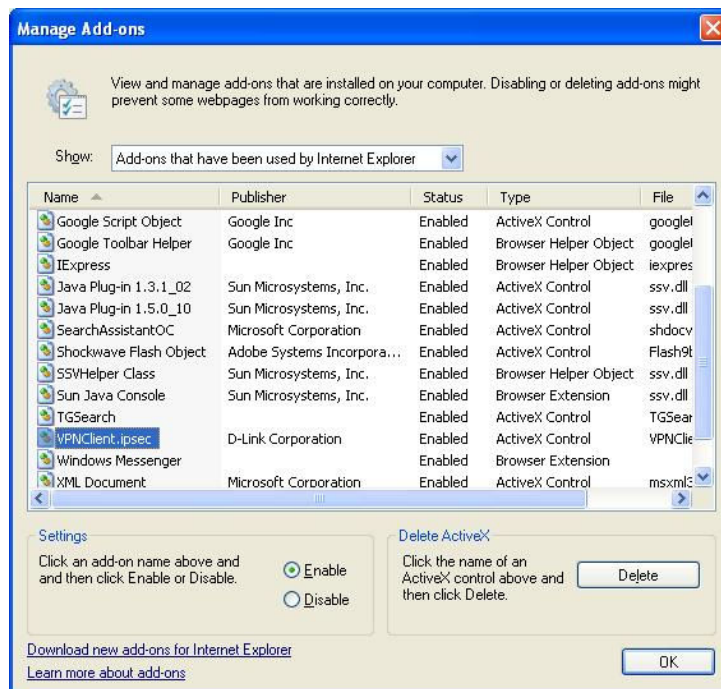 Manage Add-ons
View and manage add-ons that are installed on your computer. Disabling or deleting add-ons might
prevent some webpages from working correctly.
Show: Add-ons that have been used by Internet Explorer
Name Publisher Status Type File
Google Script Object Google Inc Enabled ActiveX Control googlet
Google Toolbar Helper Google Inc Enabled Browser Helper Object googlet
IExpress Enabled Browser Helper Object iexpres
Java Plug-in 1.3.1_02 Sun Microsystems, Inc. Enabled ActiveX Control ssv.dll
Java Plug-in 1.5.0_10 Sun Microsystems, Inc. Enabled ActiveX Control ssv.dll
SearchAssistantOC Microsoft Corporation Enabled ActiveX Control shdocv
Shockwave Flash Object Adobe Systems Incorpora... Enabled ActiveX Control Flash9b
SSVHelper Class Sun Microsystems, Inc. Enabled Browser Helper Object ssv.dll
Sun Java Console Sun Microsystems, Inc. Enabled Browser Extension ssv.dll
TGSearch Enabled ActiveX Control TGSear
VPNClient.ipsec D-Link Corporation Enabled ActiveX Control VPNClie
Windows Messenger Enabled Browser Extension
XML Document Microsoft Corporation Enabled ActiveX Control msxml3
Settings
Click an add-on name above and
and then click Enable or Disable.
Enable
Disable
Delete ActiveX
Click the name of an
ActiveX control above and
then click Delete.
Delete
Download new add-ons for Internet Explorer
Learn more about add-ons
OK